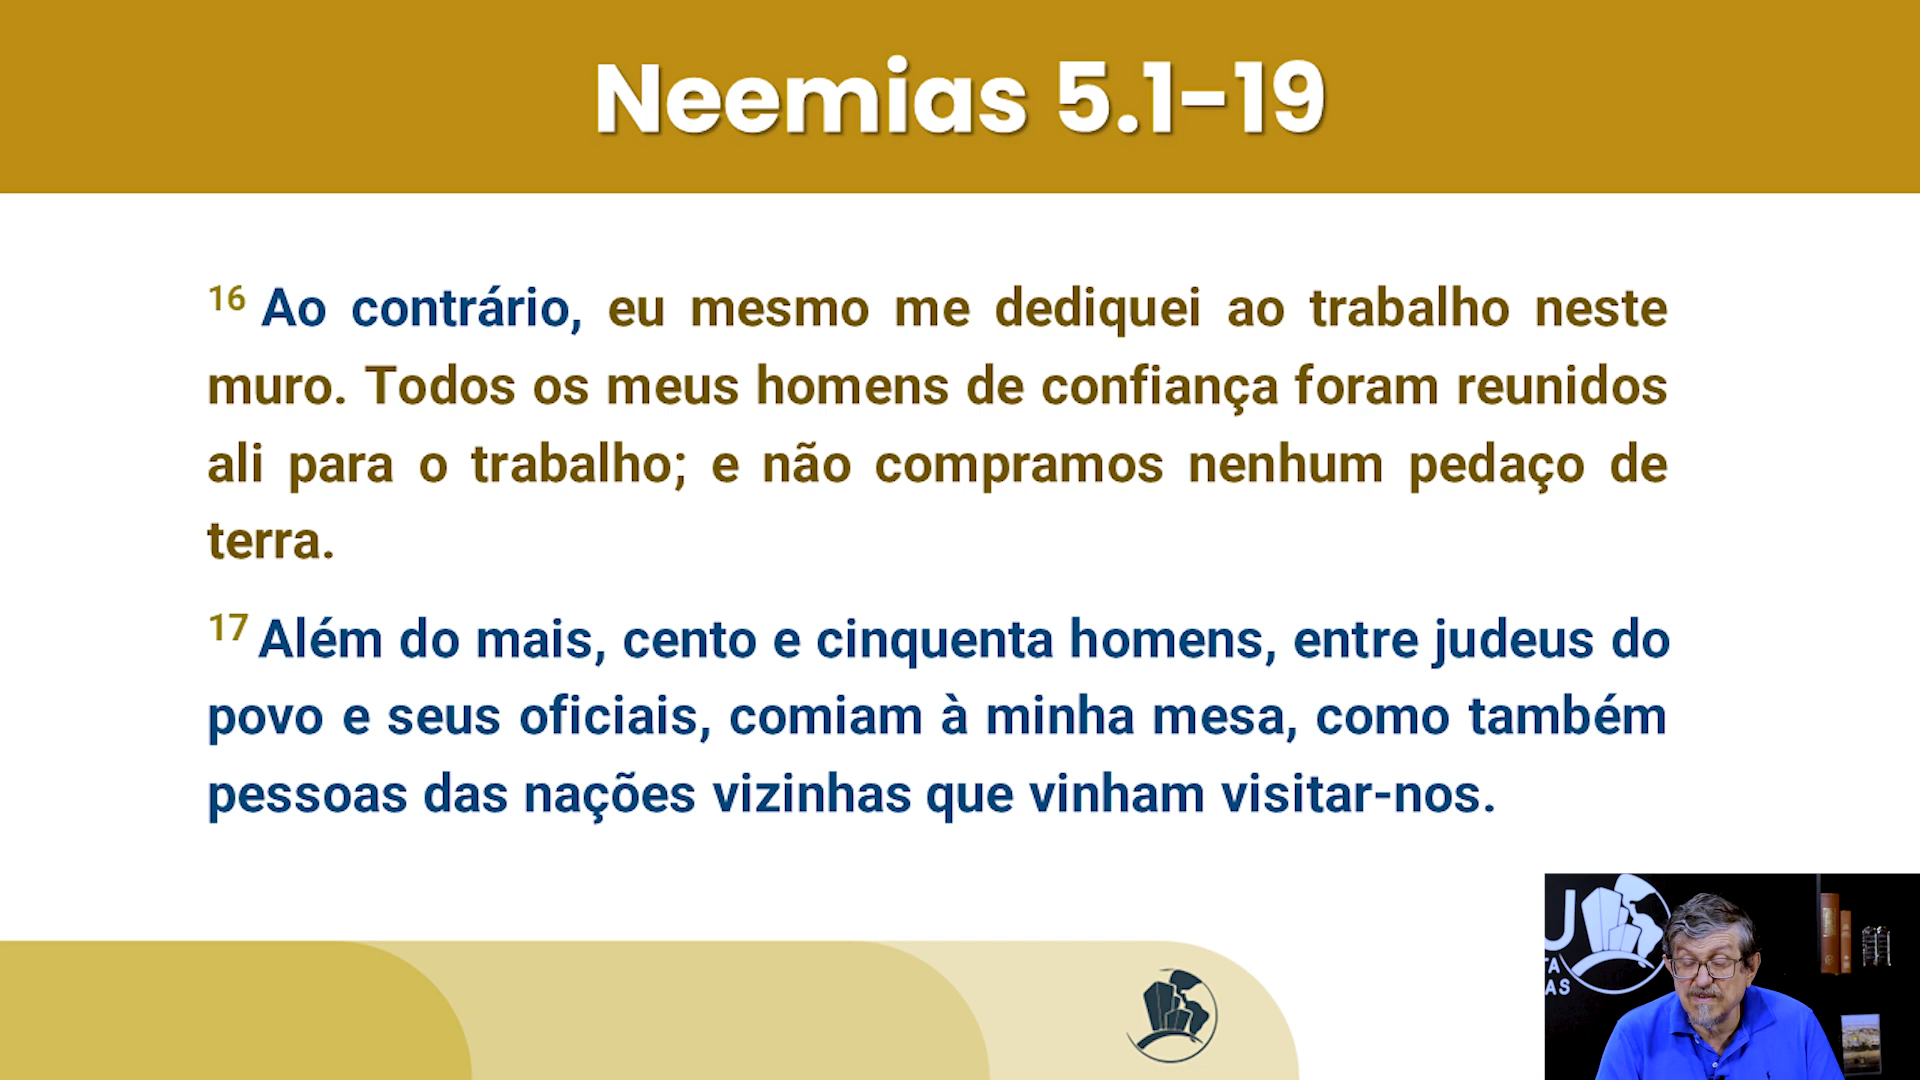 Neemias 5.1-19
16 Ao contrário, eu mesmo me dediquei ao trabalho neste
muro. Todos os meus homens de confiança foram reunidos
ali para o trabalho; e não compramos nenhum pedaço de
terra.
17 Além do mais, cento e cinquenta homens, entre judeus do
povo e seus oficiais, comiam à minha mesa, como também
pessoas das nações vizinhas que vinham visitar-nos.
U
TA
AS